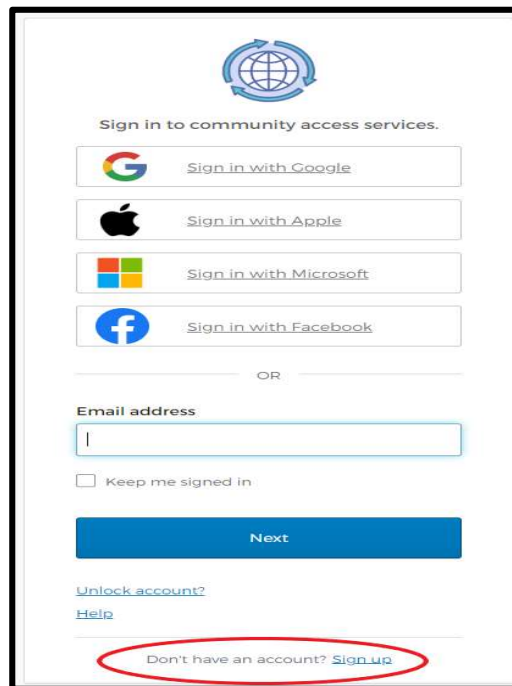 Sign in to community access services.
Sign in with Google
Sign in with Apple
Sign in with Microsoft
Sign in with Facebook
OR
Email address
Keep me signed in
Next
Unlock account?
Help
Don't have an account? Sign up